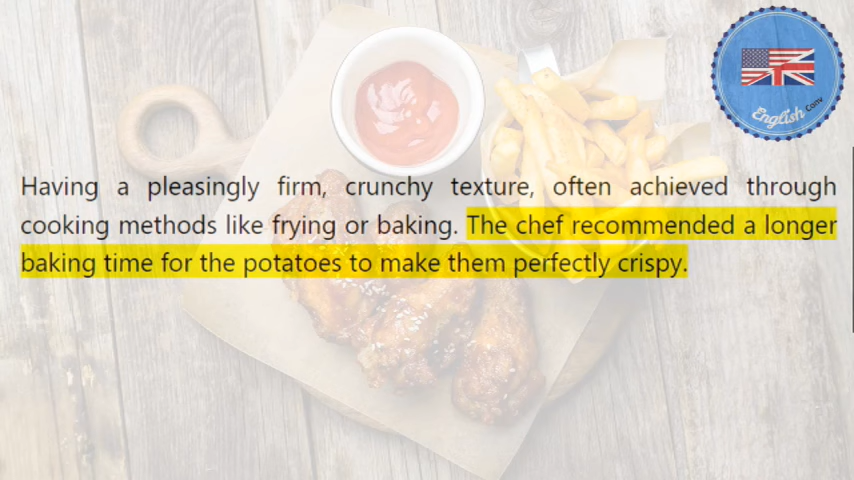 English Conv
Having a pleasingly firm, crunchy texture, often achieved through
cooking methods like frying or baking. The chef recommended a longer
baking time for the potatoes to make them perfectly crispy.